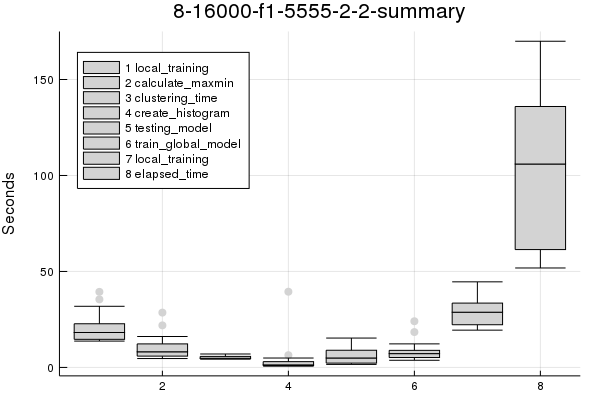 8-16000-f1-5555-2-2-summary
150
100
50
0
Seconds
1 local_training
2 calculate_maxmin
3 clustering_time
4 create_histogram
5 testing_model
6 train_global_model
7 local_training
8 elapsed_time
2 4 6 8